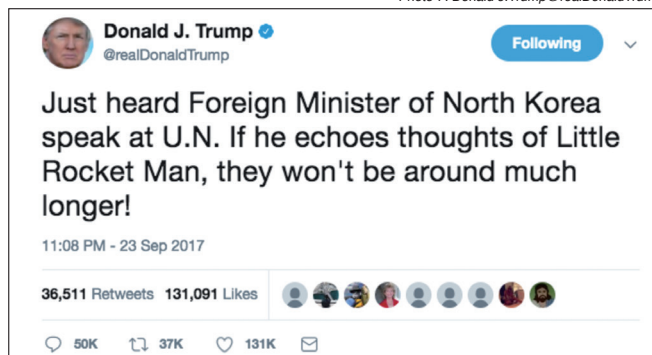 Donald J. Trump
@realDonaldTrump
Following
Just heard Foreign Minister of North Korea
speak at U.N. If he echoes thoughts of Little
Rocket Man, they won't be around much
longer!
11:08 PM - 23 Sep 2017
36,511 Retweets 131,091 Likes
50K 37K 131K